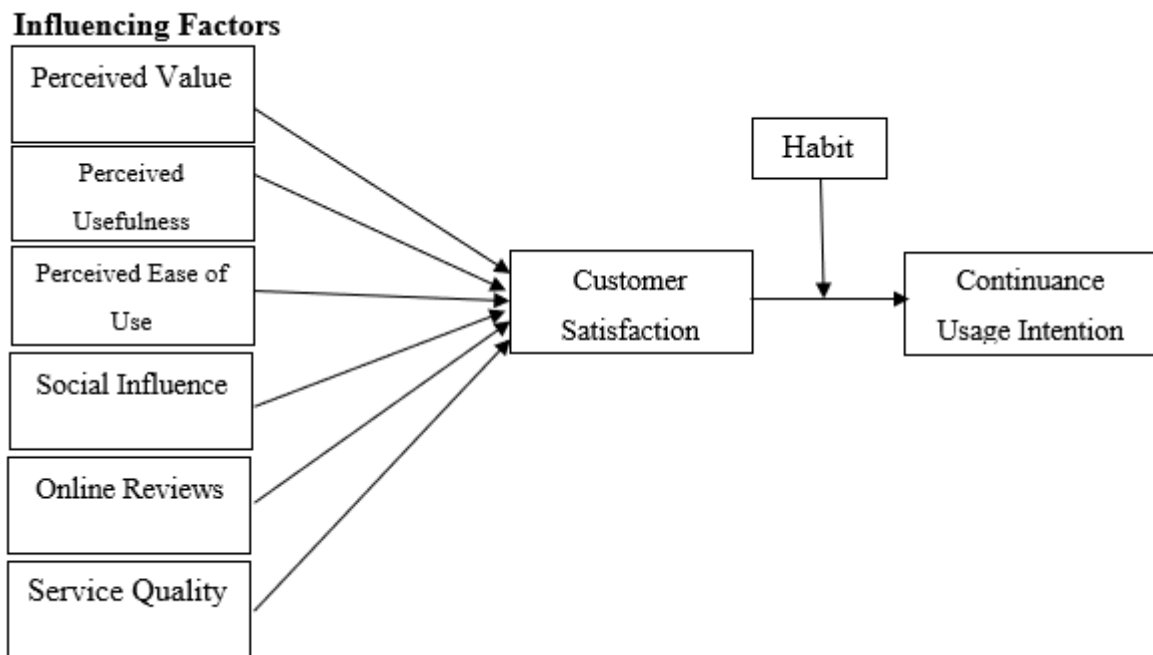 Influencing Factors
Perceived Value
Perceived
Usefulness
Perceived Ease of
Use
Social Influence
Online Reviews
Service Quality
Habit
Customer
Satisfaction
Continuance
Usage Intention